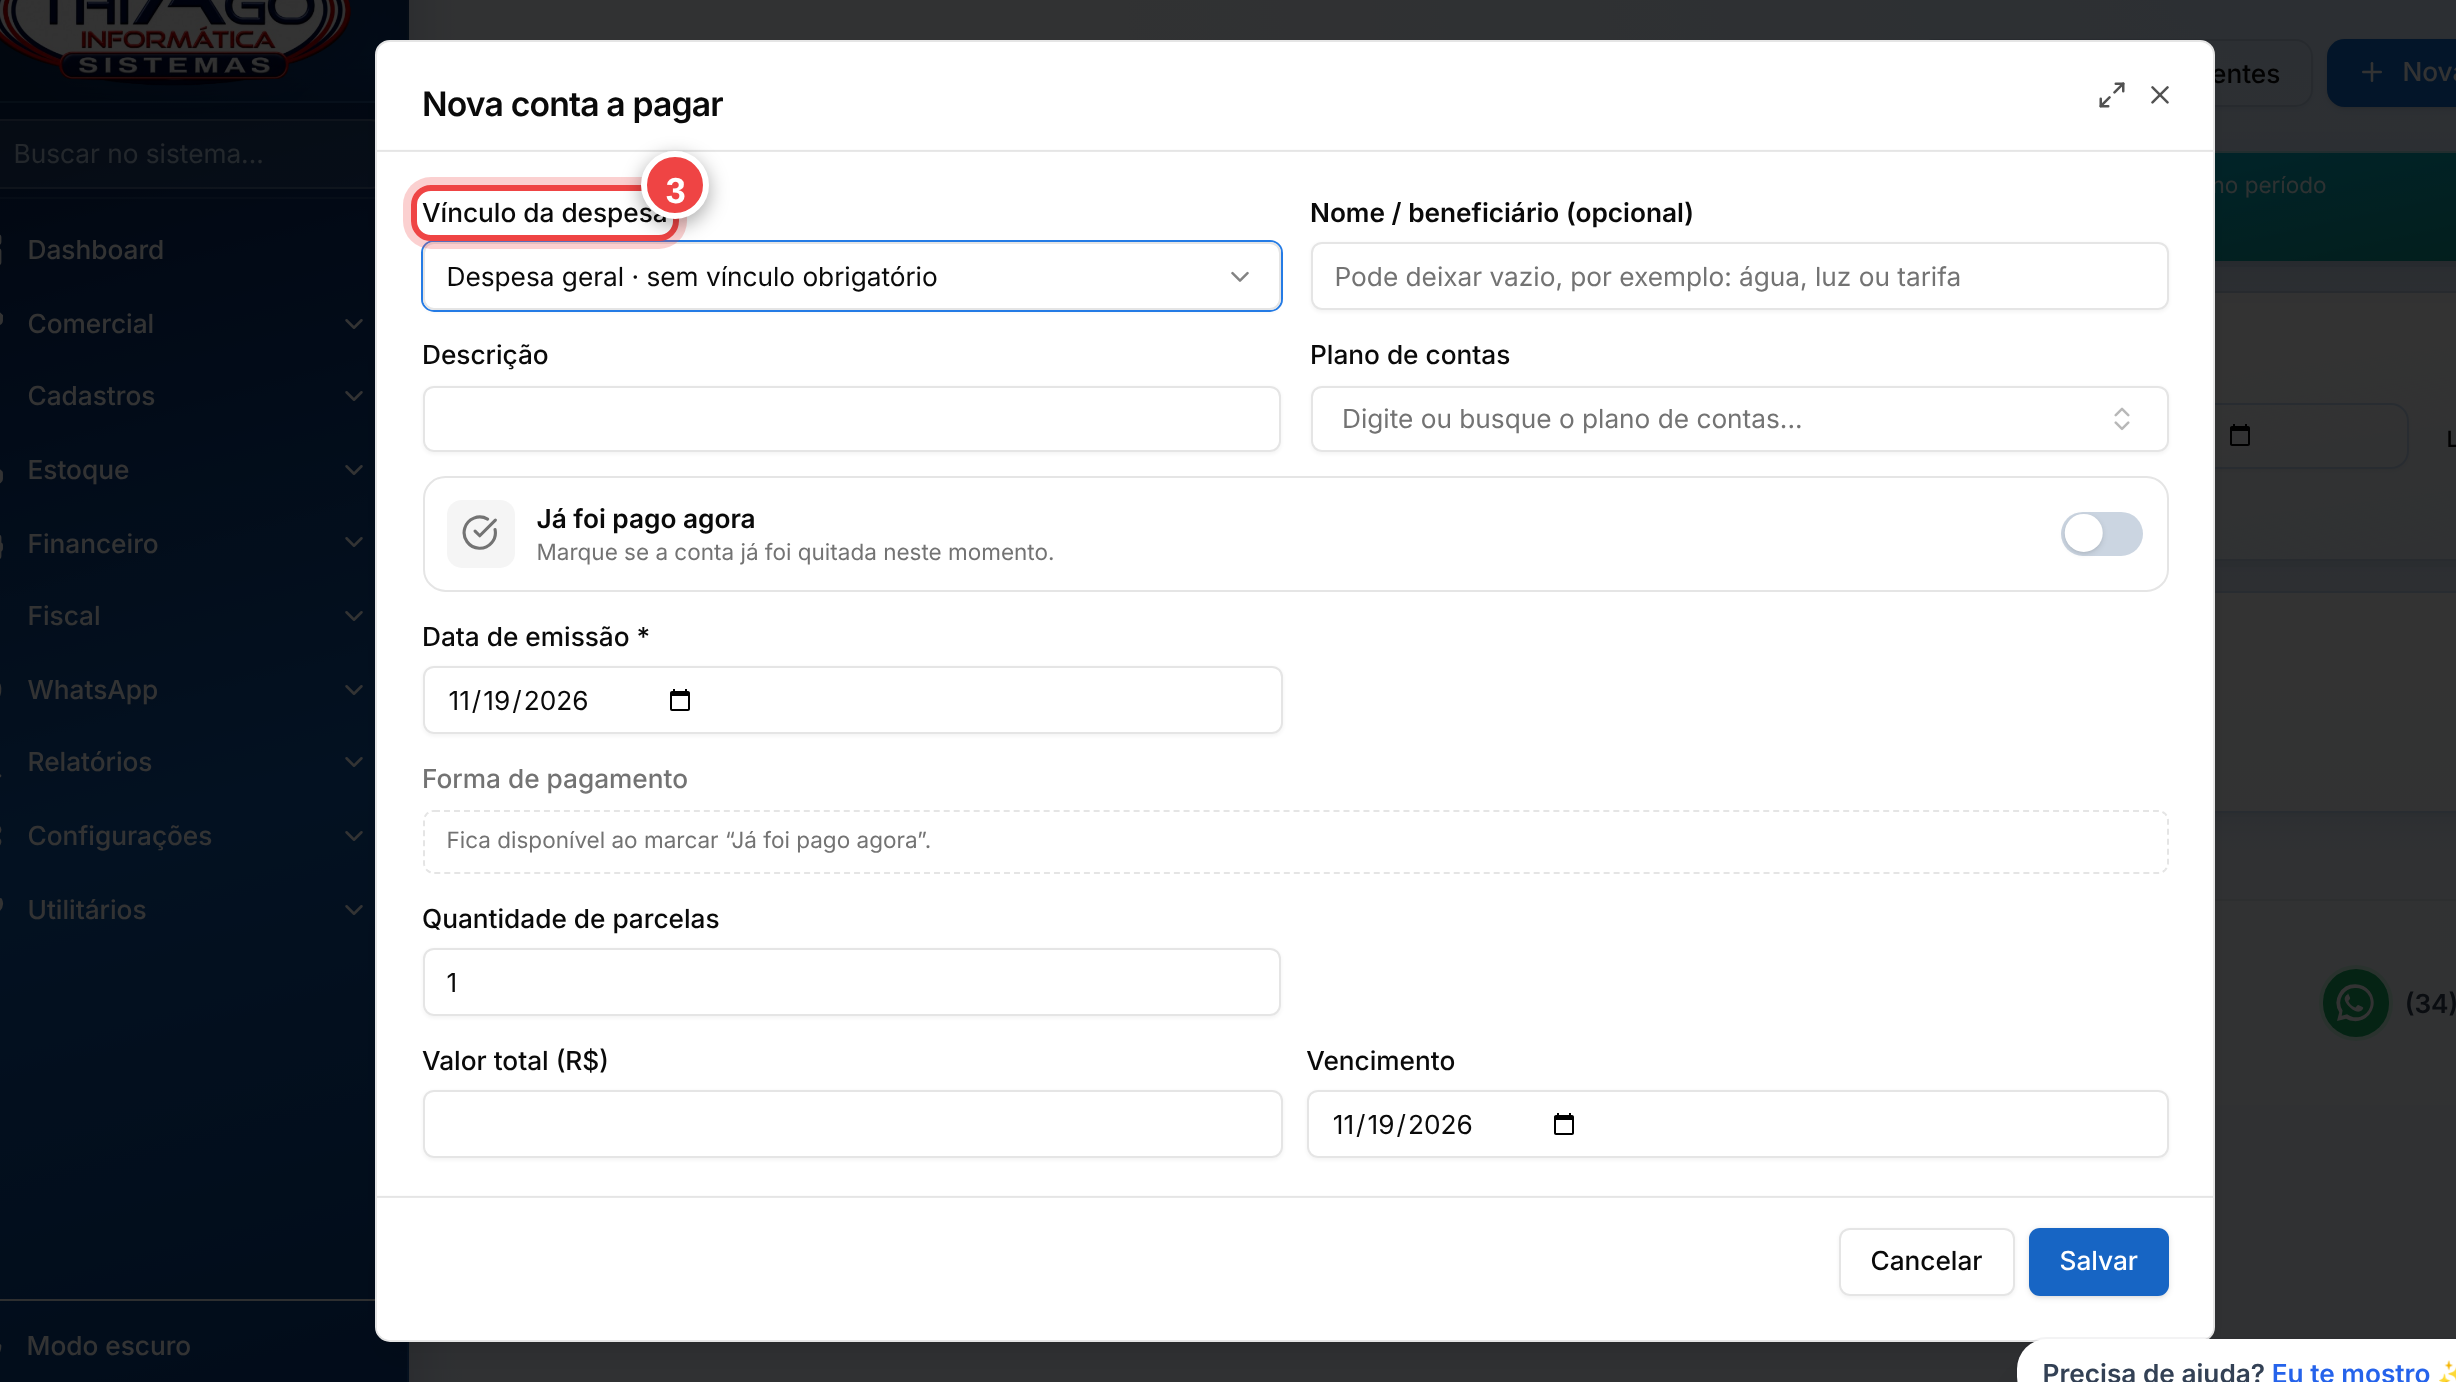 THIAGO
INFORMÁTICA
SISTEMAS
Buscar no sistema...
Dashboard
Comercial
Cadastros
Estoque
Financeiro
Fiscal
WhatsApp
Relatórios
Configurações
Utilitários
Modo escuro
Nova conta a pagar
3
Vínculo da despesa
Despesa geral · sem vínculo obrigatório
Nome / beneficiário (opcional)
Pode deixar vazio, por exemplo: água, luz ou tarifa
Descrição
Plano de contas
Digite ou busque o plano de contas...
Já foi pago agora
Marque se a conta já foi quitada neste momento.
Data de emissão *
11/19/2026
Forma de pagamento
Fica disponível ao marcar “Já foi pago agora”.
Quantidade de parcelas
1
Valor total (R$)
Vencimento
11/19/2026
Cancelar
Salvar
no período
(34)
Precisa de ajuda? Eu te mostro ✨